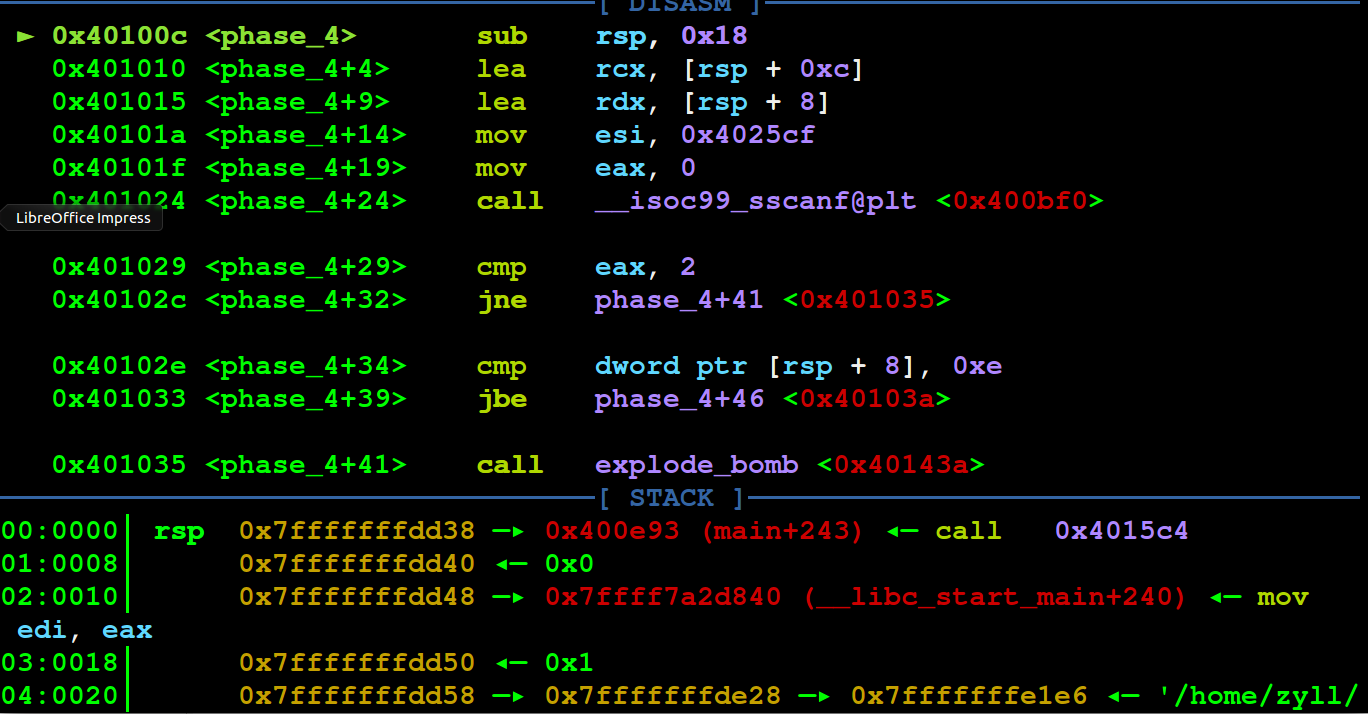 [ DISASM ]
► 0x40100c <phase_4> sub rsp, 0x18
0x401010 <phase_4+4> lea rcx, [rsp + 0xc]
0x401015 <phase_4+9> lea rdx, [rsp + 8]
0x40101a <phase_4+14> mov esi, 0x4025cf
0x40101f <phase_4+19> mov eax, 0
0x401024 <phase_4+24> call __isoc99_sscanf@plt <0x400bf0>
LibreOffice Impress
0x401029 <phase_4+29> cmp eax, 2
0x40102c <phase_4+32> jne phase_4+41 <0x401035>
0x40102e <phase_4+34> cmp dword ptr [rsp + 8], 0xe
0x401033 <phase_4+39> jbe phase_4+46 <0x40103a>
0x401035 <phase_4+41> call explode_bomb <0x40143a>
[ STACK ]
00:0000│ rsp 0x7fffffffdd38 —▸ 0x400e93 (main+243) ◂— call 0x4015c4
01:0008│ 0x7fffffffdd40 ◂— 0x0
02:0010│ 0x7fffffffdd48 —▸ 0x7ffff7a2d840 (__libc_start_main+240) ◂— mov
edi, eax
03:0018│ 0x7fffffffdd50 ◂— 0x1
04:0020│ 0x7fffffffdd58 —▸ 0x7fffffffde28 —▸ 0x7fffffffe1e6 ◂— '/home/zyll/